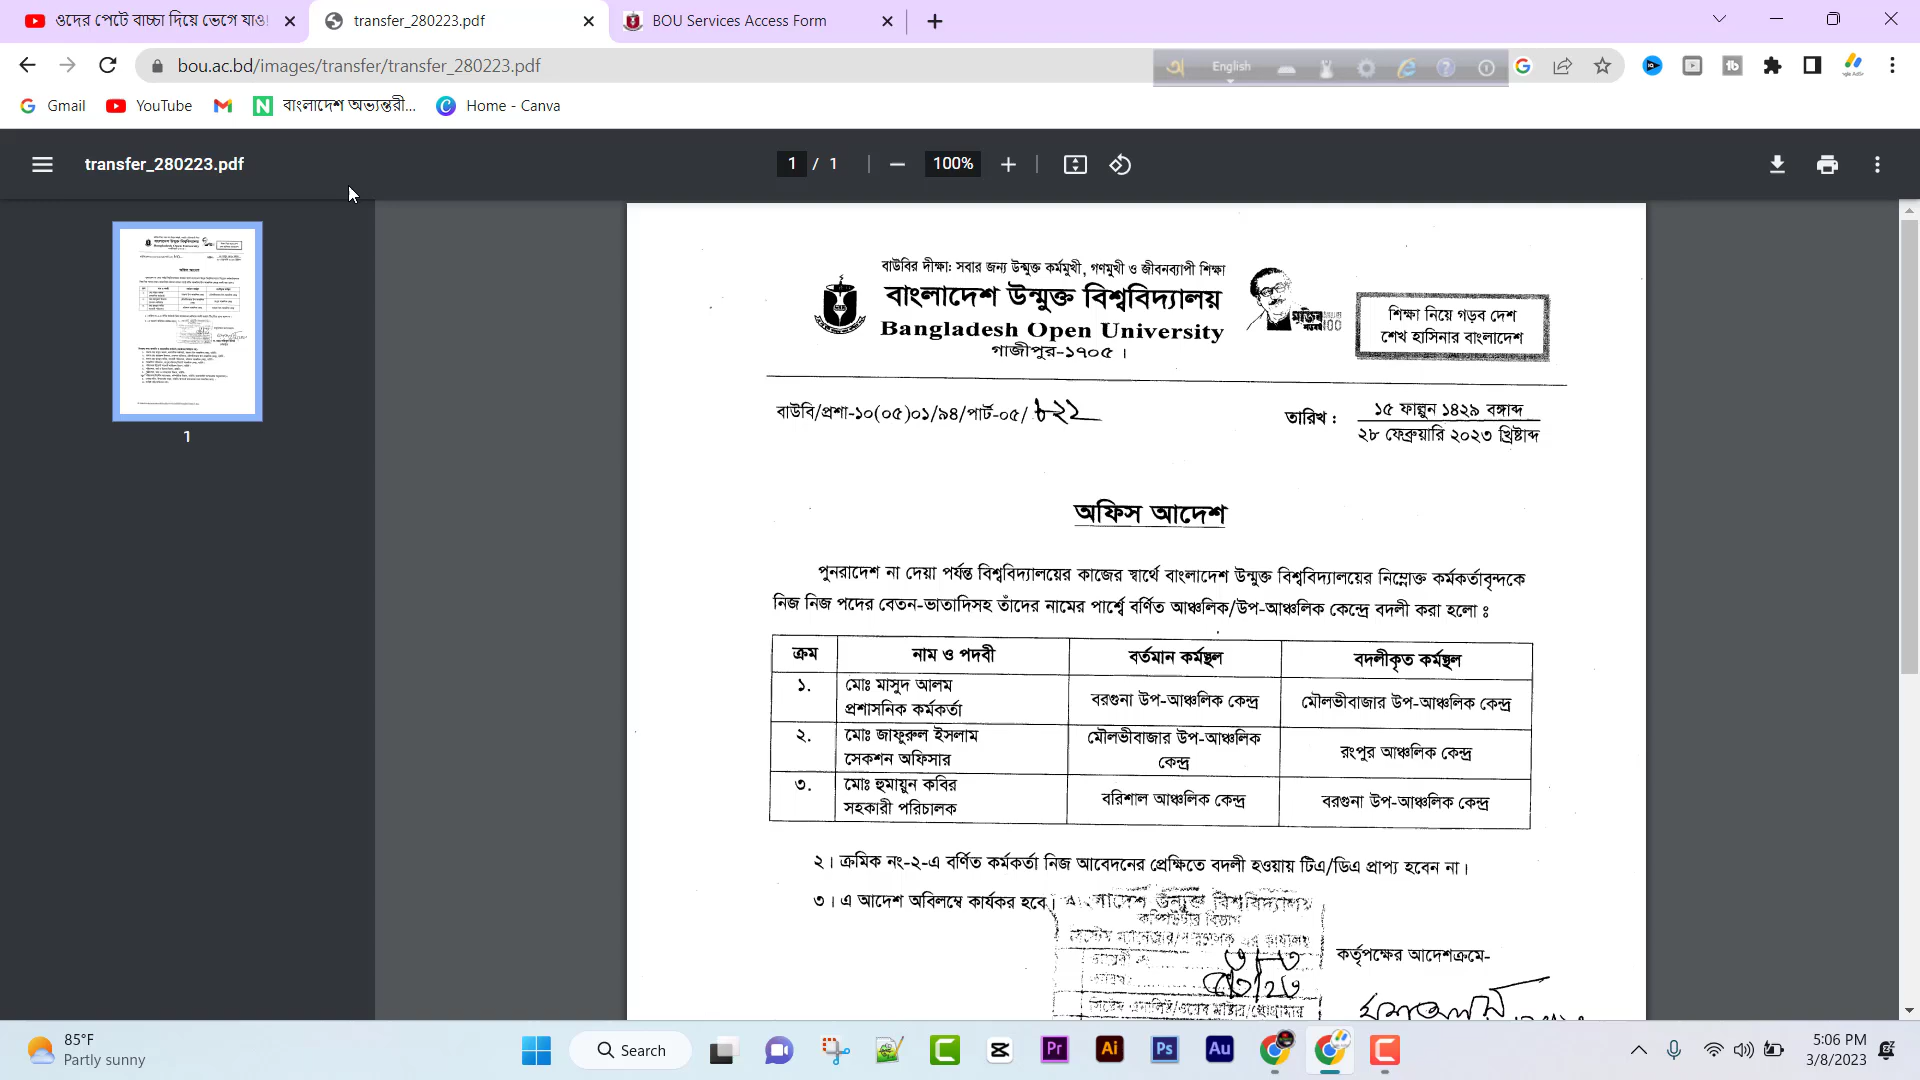 ওদের পেটে বাচ্চা দিয়ে ভেগে যাও!
transfer_280223.pdf
BOU Services Access Form
bou.ac.bd/images/transfer/transfer_280223.pdf
English
Gmail
YouTube
বাংলাদেশ অভ্যন্তরী...
Home - Canva
transfer_280223.pdf
1 / 1
100%
1
বাউবির দীক্ষা: সবার জন্য উন্মুক্ত কর্মমুখী, গণমুখী ও জীবনব্যাপী শিক্ষা
বাংলাদেশ উন্মুক্ত বিশ্ববিদ্যালয়
Bangladesh Open University
গাজীপুর-১৭০৫ ।
মুজিব
100
শিক্ষা নিয়ে গড়ব দেশ
শেখ হাসিনার বাংলাদেশ
বাউবি/প্রশা-১০(০৫)০১/৯৪/পার্ট-০৫/ ৮২২
তারিখ :
১৫ ফাল্গুন ১৪২৯ বঙ্গাব্দ
২৮ ফেব্রুয়ারি ২০২৩ খ্রিষ্টাব্দ
অফিস আদেশ
পুনরাদেশ না দেয়া পর্যন্ত বিশ্ববিদ্যালয়ের কাজের স্বার্থে বাংলাদেশ উন্মুক্ত বিশ্ববিদ্যালয়ের নিম্নোক্ত কর্মকর্তাবৃন্দকে
নিজ নিজ পদের বেতন-ভাতাদিসহ তাঁদের নামের পার্শ্বে বর্ণিত আঞ্চলিক/উপ-আঞ্চলিক কেন্দ্রে বদলী করা হলো ঃ
ক্রম নাম ও পদবী বর্তমান কর্মস্থল বদলীকৃত কর্মস্থল
১. মোঃ মাসুদ আলম
প্রশাসনিক কর্মকর্তা
বরগুনা উপ-আঞ্চলিক কেন্দ্র মৌলভীবাজার উপ-আঞ্চলিক কেন্দ্র
২. মোঃ জাফুরুল ইসলাম
সেকশন অফিসার
মৌলভীবাজার উপ-আঞ্চলিক
কেন্দ্র
রংপুর আঞ্চলিক কেন্দ্র
৩. মোঃ হুমায়ুন কবির
সহকারী পরিচালক
বরিশাল আঞ্চলিক কেন্দ্র বরগুনা উপ-আঞ্চলিক কেন্দ্র
২। ক্রমিক নং-২-এ বর্ণিত কর্মকর্তা নিজ আবেদনের প্রেক্ষিতে বদলী হওয়ায় টিএ/ডিএ প্রাপ্য হবেন না।
৩। এ আদেশ অবিলম্বে কার্যকর হবে।
বাংলাদেশ উন্মুক্ত বিশ্ববিদ্যালয়
কম্পিউটার বিভাগ
কর্তৃপক্ষের আদেশক্রমে-
85°F
Partly sunny
Search
5:06 PM
3/8/2023